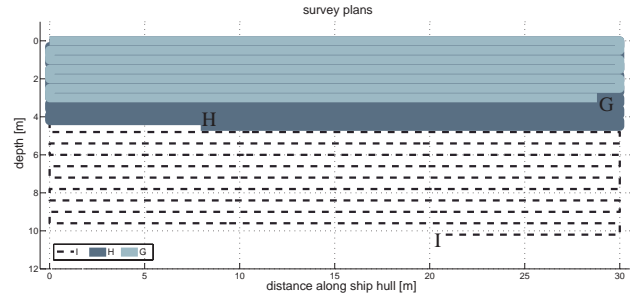 survey plans
0
2
4
6
8
10
12
depth [m]
G
H
I
I H G
0 5 10 15 20 25 30
distance along ship hull [m]